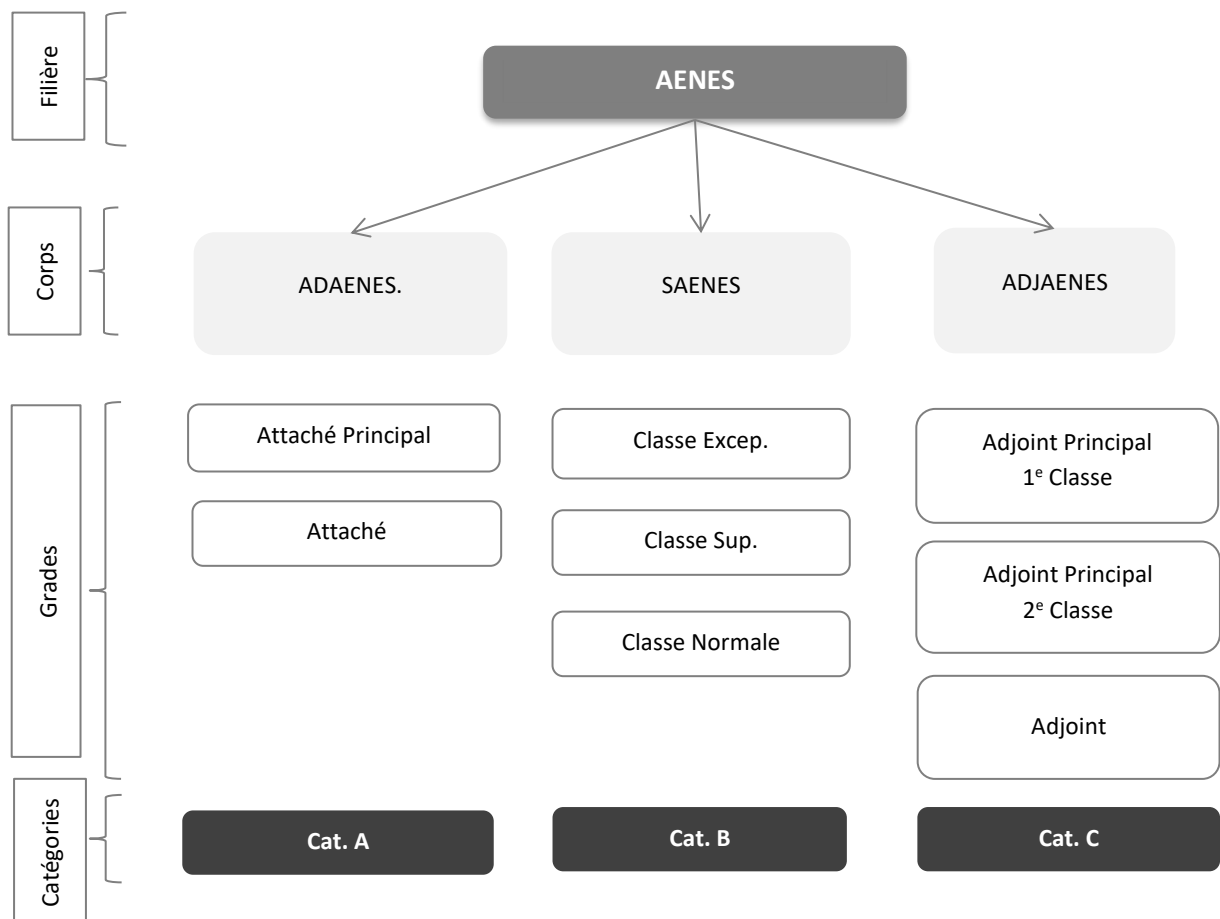 Filière
AENES
Corps
ADAENES.
SAENES
ADJAENES
Grades
Attaché Principal
Classe Excep.
Adjoint Principal
1e Classe
Attaché
Classe Sup.
Adjoint Principal
2e Classe
Classe Normale
Adjoint
Catégories
Cat. A
Cat. B
Cat. C